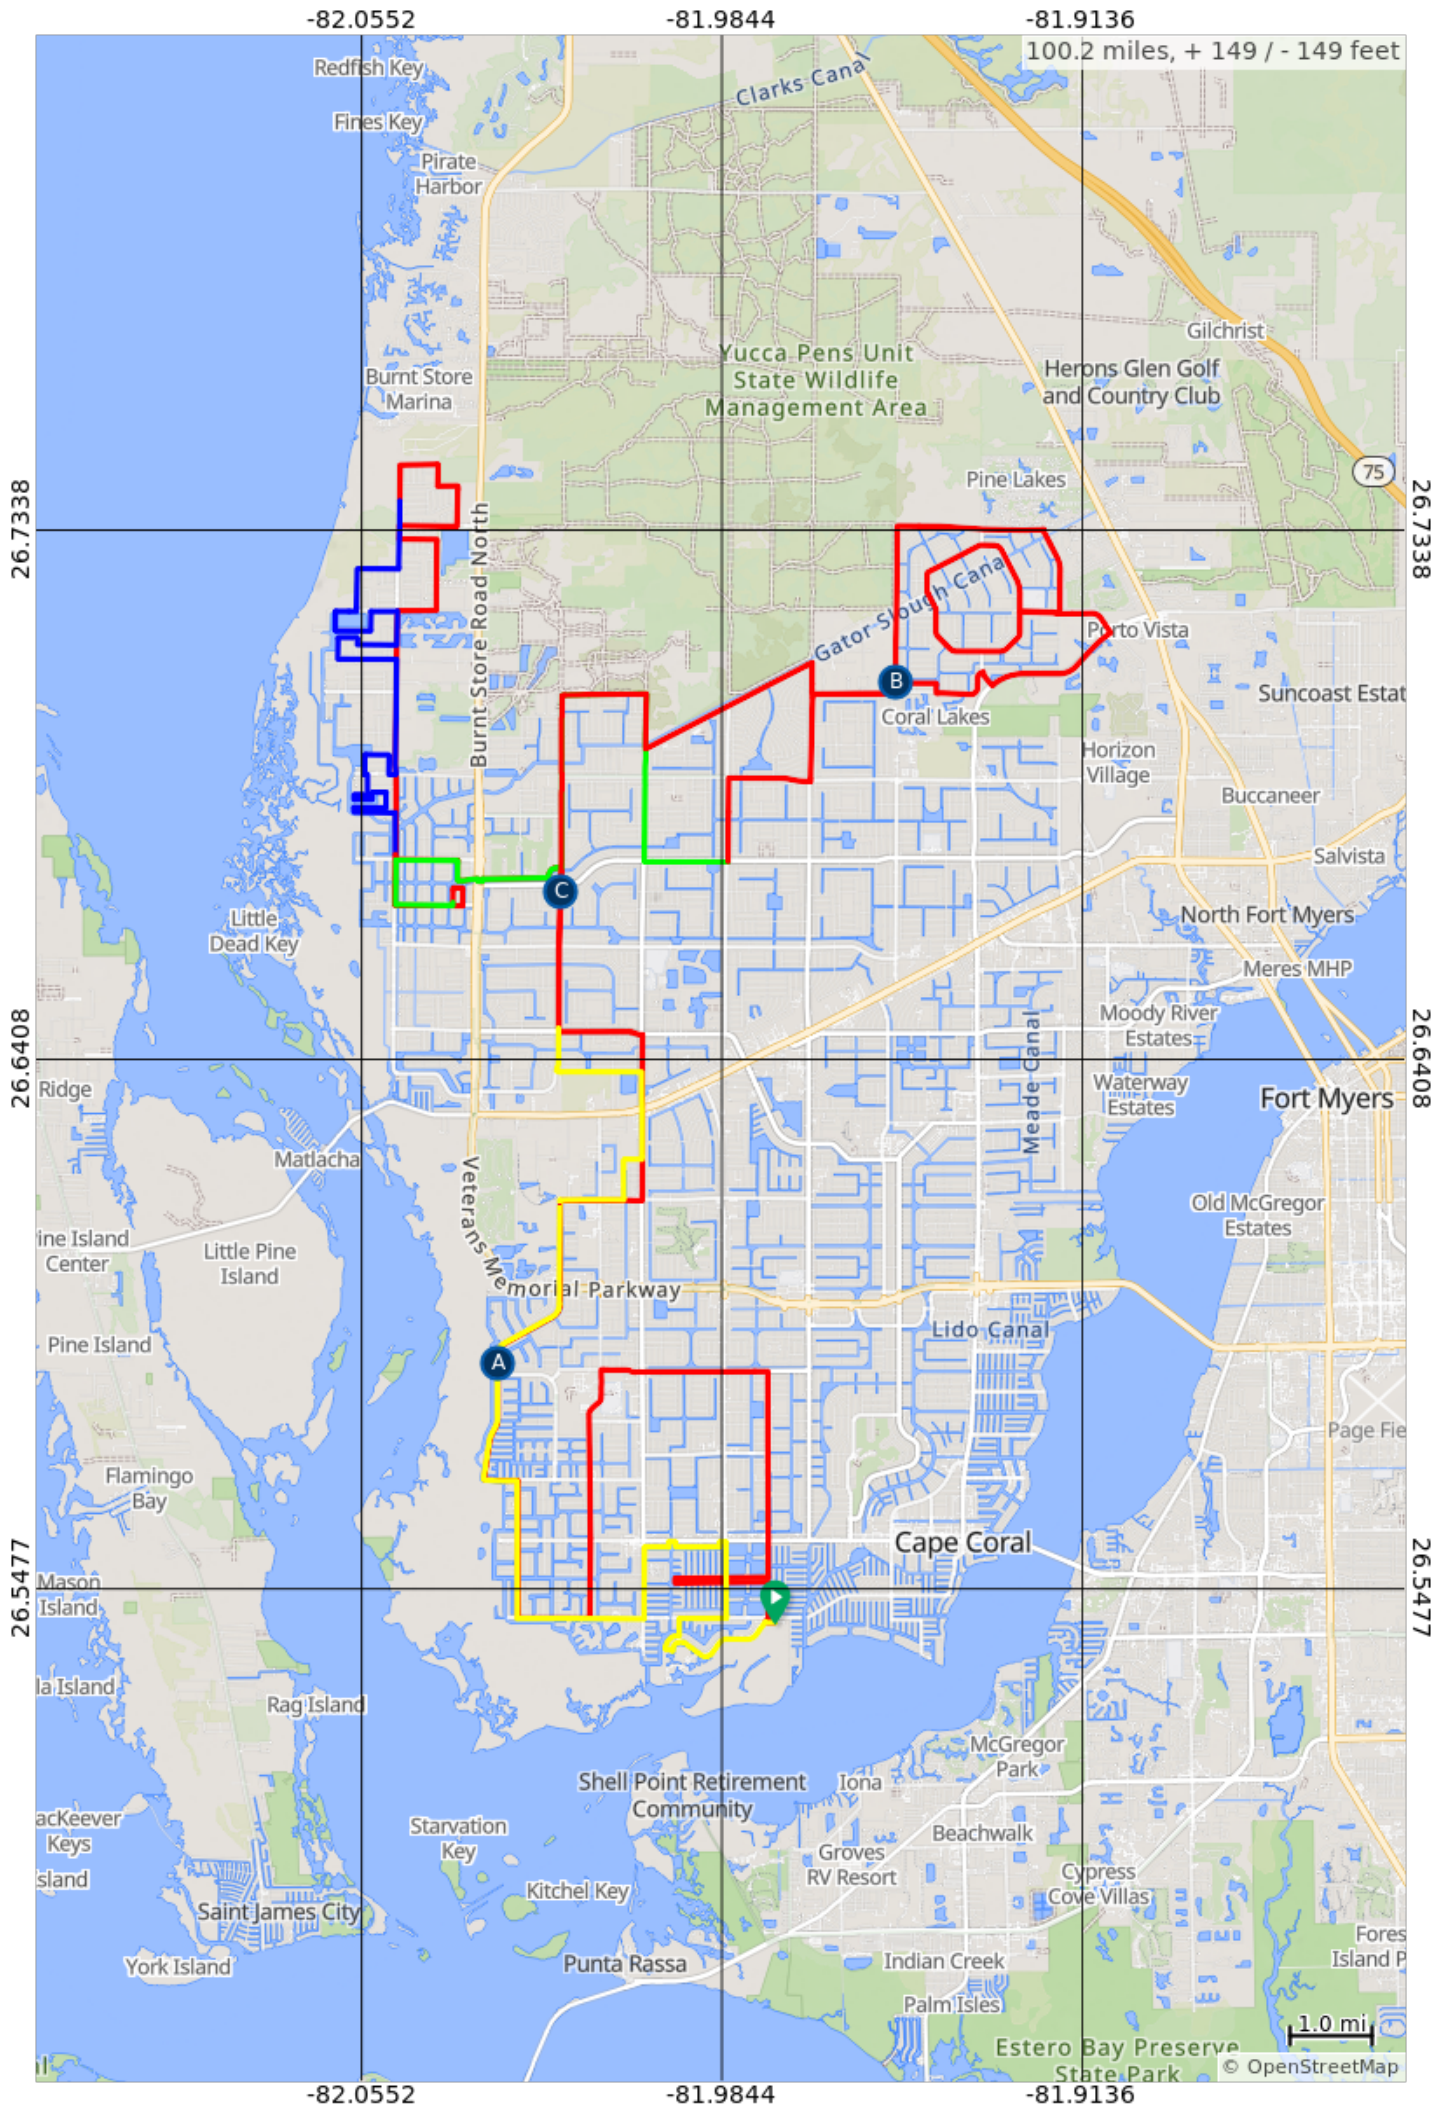 -82.0552
-81.9844
-81.9136
100.2 miles, + 149 / - 149 feet
Redfish Key
Clarks Canal
Fines Key
Pirate
Harbor
Gilchrist
Yucca Pens Unit
State Wildlife
Management Area
Herons Glen Golf
and Country Club
Burnt Store
Marina
75
Pine Lakes
26.7338
26.7338
Burnt Store Road North
Gator Slough Canal
Porto Vista
B
Suncoast Estat
Coral Lakes
Horizon
Village
Buccaneer
Salvista
C
Little
Dead Key
North Fort Myers
Meres MHP
Moody River
Estates
26.6408
26.6408
Meade Canal
Ridge
Waterway
Estates
Fort Myers
Matlacha
Veterans Memorial Parkway
Old McGregor
Estates
ine Island
Center
Little Pine
Island
Lido Canal
Pine Island
A
Page Fie
Flamingo
Bay
Cape Coral
26.5477
26.5477
Mason
Island
la Island
Rag Island
McGregor
Park
Shell Point Retirement
Community
Iona
acKeever
Keys
Starvation
Key
Beachwalk
Groves
RV Resort
sland
Cypress
Cove Villas
Kitchel Key
Saint James City
Fores
Island P
York Island
Punta Rassa
Indian Creek
Palm Isles
1.0 mi
Estero Bay Preserve
State Park
© OpenStreetMap
-82.0552
-81.9844
-81.9136